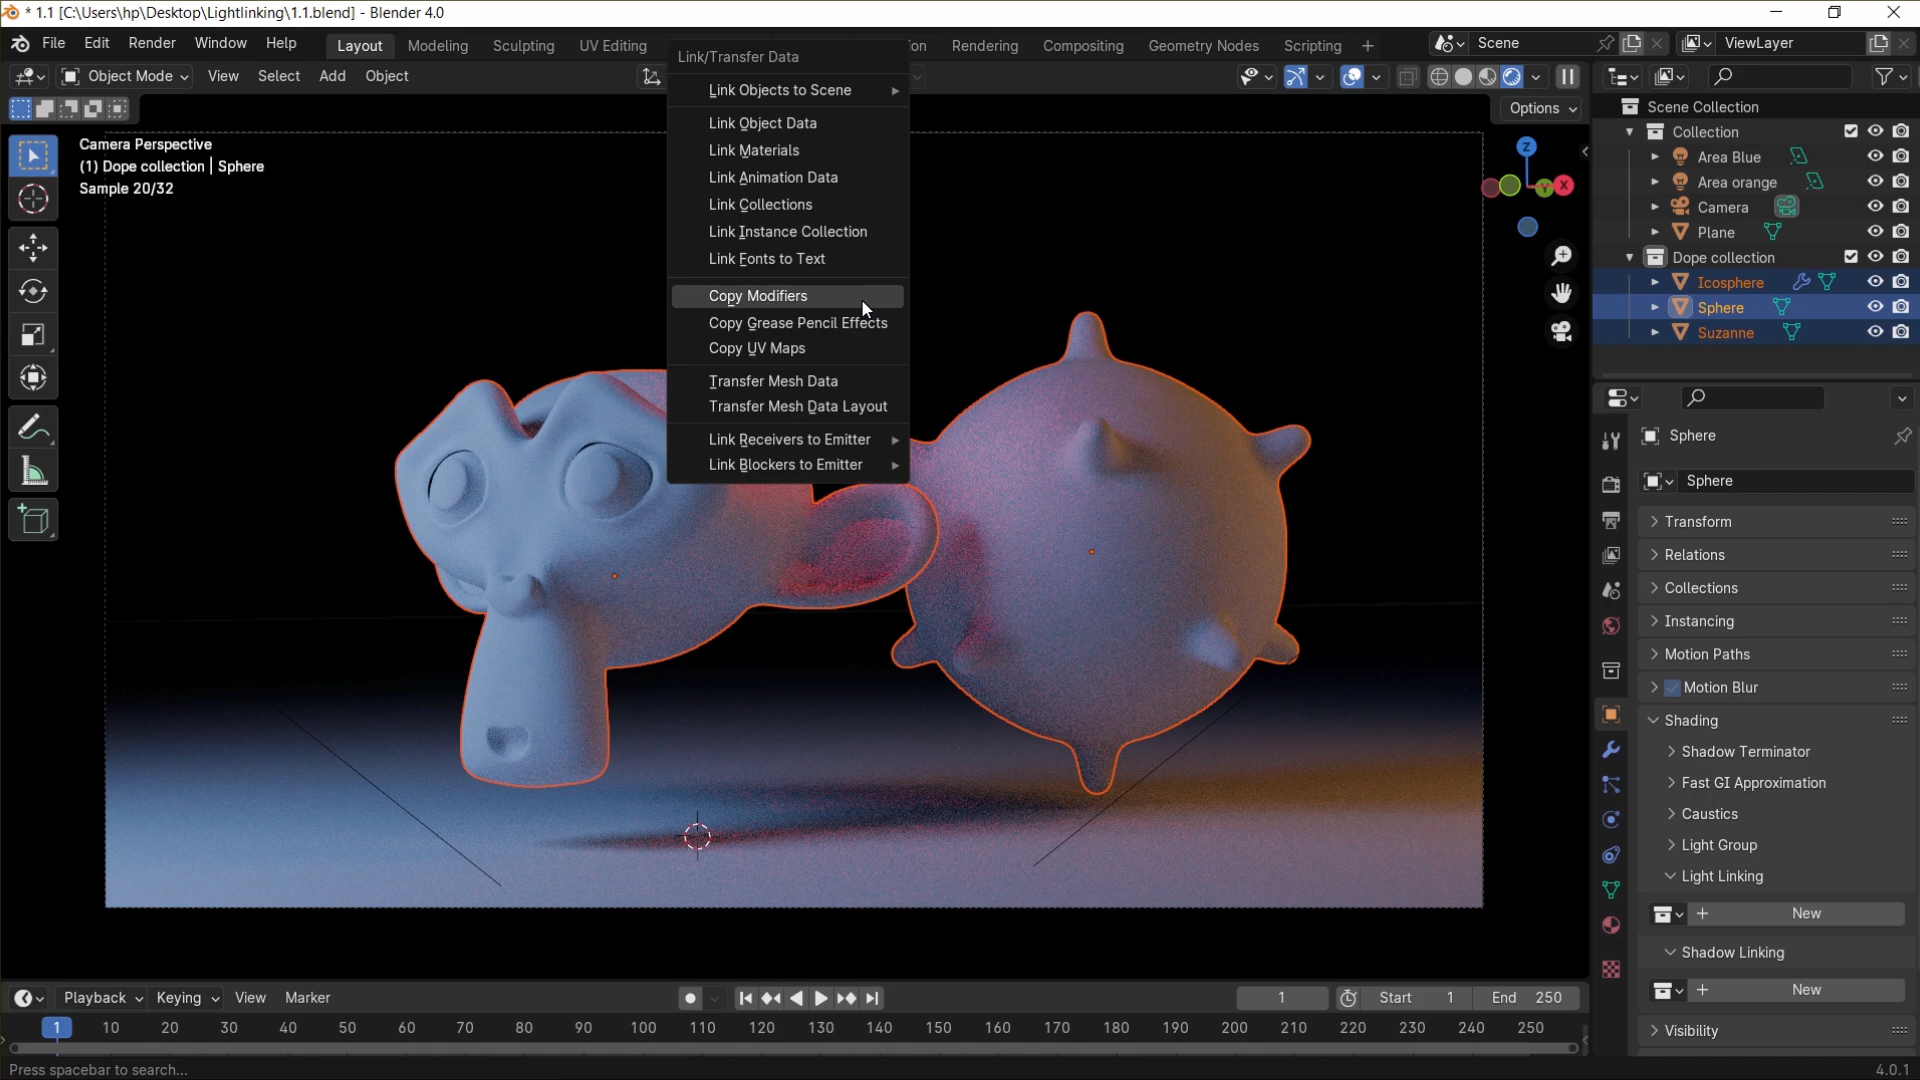 * 1.1 [C:\Users\hp\Desktop\Lightlinking\1.1.blend] - Blender 4.0
File Edit Render Window Help Layout Modeling Sculpting UV Editing on Rendering Compositing Geometry Nodes Scripting + Scene ViewLayer
Object Mode View Select Add Object
Options
Camera Perspective
(1) Dope collection | Sphere
Sample 20/32
Link/Transfer Data
Link Objects to Scene
Link Object Data
Link Materials
Link Animation Data
Link Collections
Link Instance Collection
Link Fonts to Text
Copy Modifiers
Copy Grease Pencil Effects
Copy UV Maps
Transfer Mesh Data
Transfer Mesh Data Layout
Link Receivers to Emitter
Link Blockers to Emitter
Z
Y X
Scene Collection
Collection
Area Blue
Area orange
Camera
Plane
Dope collection
Icosphere
Sphere
Suzanne
Sphere
Sphere
Transform
Relations
Collections
Instancing
Motion Paths
Motion Blur
Shading
Shadow Terminator
Fast GI Approximation
Caustics
Light Group
Light Linking
+ New
Shadow Linking
+ New
Visibility
Playback Keying View Marker 1 Start 1 End 250
1 10 20 30 40 50 60 70 80 90 100 110 120 130 140 150 160 170 180 190 200 210 220 230 240 250
Press spacebar to search... 4.0.1